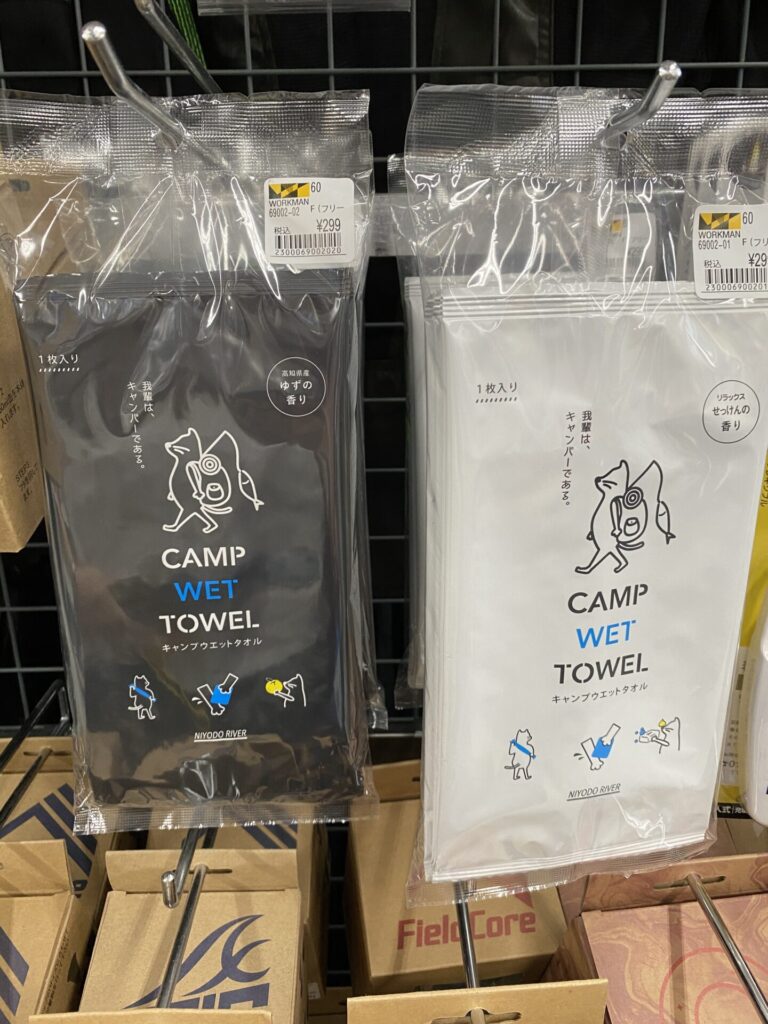 60
WORKMAN
69002-02 F(フリー
税込 ¥299
2300069002020
1枚入り
高知県産
ゆずの
香り
我輩は、
キャンパーである。
CAMP
WET
TOWEL
キャンプウエットタオル
NIYODO RIVER
60
WORKMAN
69002-01 F(フリ
税込 ¥29
230006900201
1枚入り
リラックス
せっけんの
香り
我輩は、
キャンパーである。
CAMP
WET
TOWEL
キャンプウエットタオル
NIYODO RIVER
FieldCore